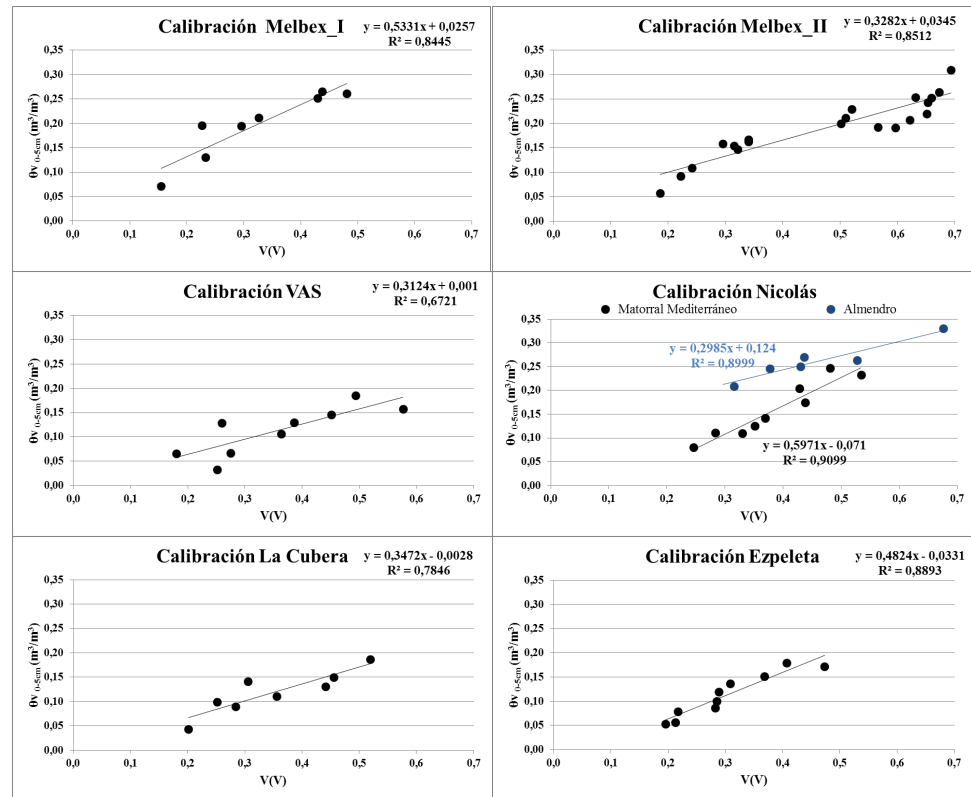 Calibración Melbex_I
y = 0,5331x + 0,0257
R² = 0,8445
θv 0-5cm (m³/m³)
0,35
0,30
0,25
0,20
0,15
0,10
0,05
0,00
0,0 0,1 0,2 0,3 0,4 0,5 0,6 0,7
V(V)
Calibración Melbex_II
y = 0,3282x + 0,0345
R² = 0,8512
θv 0-5cm (m³/m³)
0,35
0,30
0,25
0,20
0,15
0,10
0,05
0,00
0,0 0,1 0,2 0,3 0,4 0,5 0,6 0,7
V(V)
Calibración VAS
y = 0,3124x + 0,001
R² = 0,6721
θv 0-5cm (m³/m³)
0,35
0,30
0,25
0,20
0,15
0,10
0,05
0,00
0,0 0,1 0,2 0,3 0,4 0,5 0,6 0,7
V(V)
Calibración Nicolás
Matorral Mediterráneo Almendro
y = 0,2985x + 0,124
R² = 0,8999
y = 0,5971x - 0,071
R² = 0,9099
θv 0-5cm (m³/m³)
0,35
0,30
0,25
0,20
0,15
0,10
0,05
0,00
0,0 0,1 0,2 0,3 0,4 0,5 0,6 0,7
V(V)
Calibración La Cubera
y = 0,3472x - 0,0028
R² = 0,7846
θv 0-5cm (m³/m³)
0,35
0,30
0,25
0,20
0,15
0,10
0,05
0,00
0,0 0,1 0,2 0,3 0,4 0,5 0,6 0,7
V(V)
Calibración Ezpeleta
y = 0,4824x - 0,0331
R² = 0,8893
θv 0-5cm (m³/m³)
0,35
0,30
0,25
0,20
0,15
0,10
0,05
0,00
0,0 0,1 0,2 0,3 0,4 0,5 0,6 0,7
V(V)